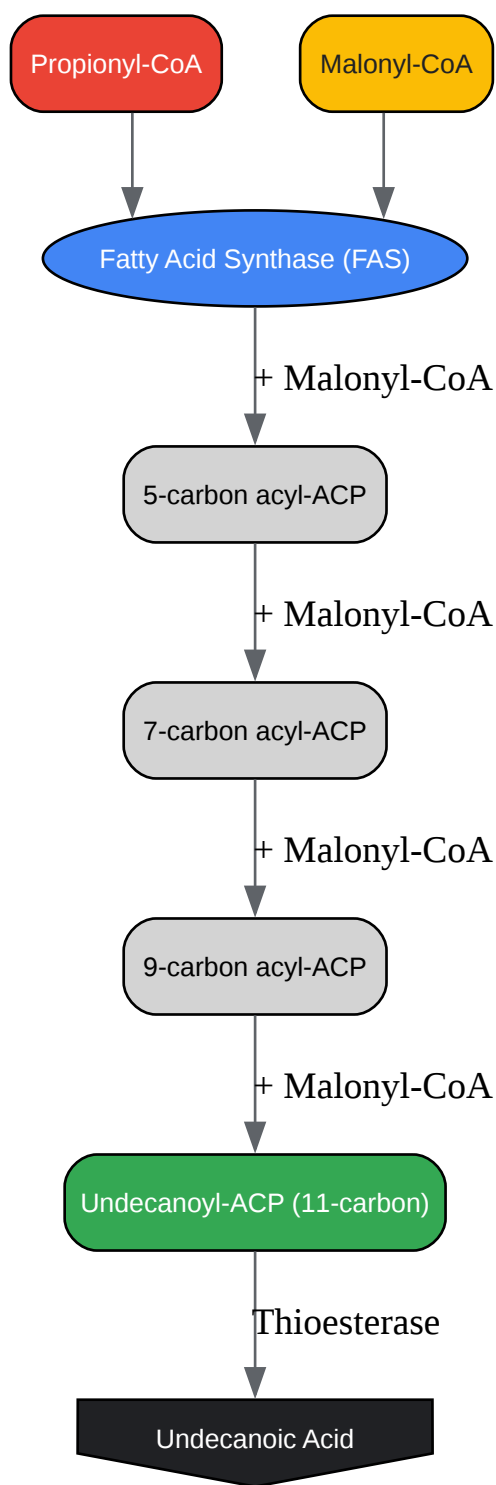 Propionyl-CoA
Malonyl-CoA
Fatty Acid Synthase (FAS)
+ Malonyl-CoA
5-carbon acyl-ACP
+ Malonyl-CoA
7-carbon acyl-ACP
+ Malonyl-CoA
9-carbon acyl-ACP
+ Malonyl-CoA
Undecanoyl-ACP (11-carbon)
Thioesterase
Undecanoic Acid